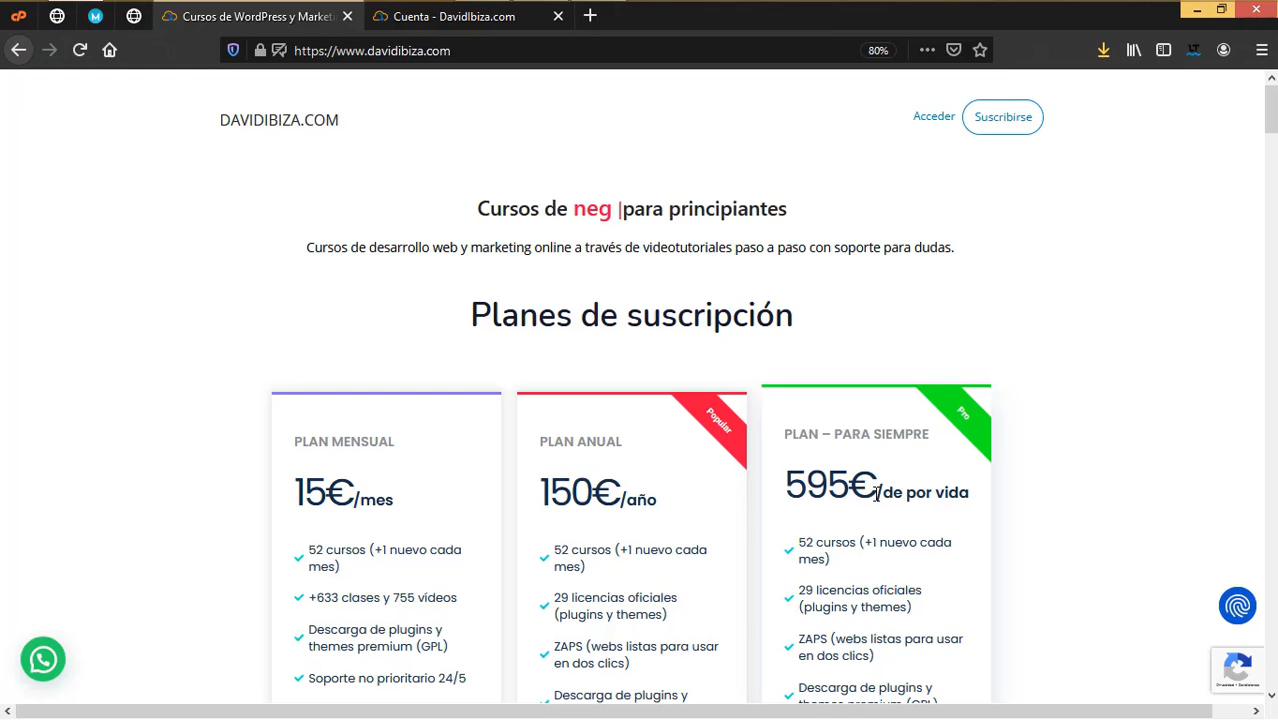 Cursos de WordPress y Market
Cuenta - DavidIbiza.com
https://www.davidibiza.com
80%
DAVIDIBIZA.COM
Acceder
Suscribirse
Cursos de neg |para principiantes
Cursos de desarrollo web y marketing online a través de videotutoriales paso a paso con soporte para dudas.
Planes de suscripción
PLAN MENSUAL
15€/mes
52 cursos (+1 nuevo cada
mes)
+633 clases y 755 vídeos
Descarga de plugins y
themes premium (GPL)
Soporte no prioritario 24/5
Popular
PLAN ANUAL
150€/año
52 cursos (+1 nuevo cada
mes)
29 licencias oficiales
(plugins y themes)
ZAPS (webs listas para usar
en dos clics)
Descarga de plugins y
Pro
PLAN – PARA SIEMPRE
595€/de por vida
52 cursos (+1 nuevo cada
mes)
29 licencias oficiales
(plugins y themes)
ZAPS (webs listas para usar
en dos clics)
Descarga de plugins y
themes premium (GPL)